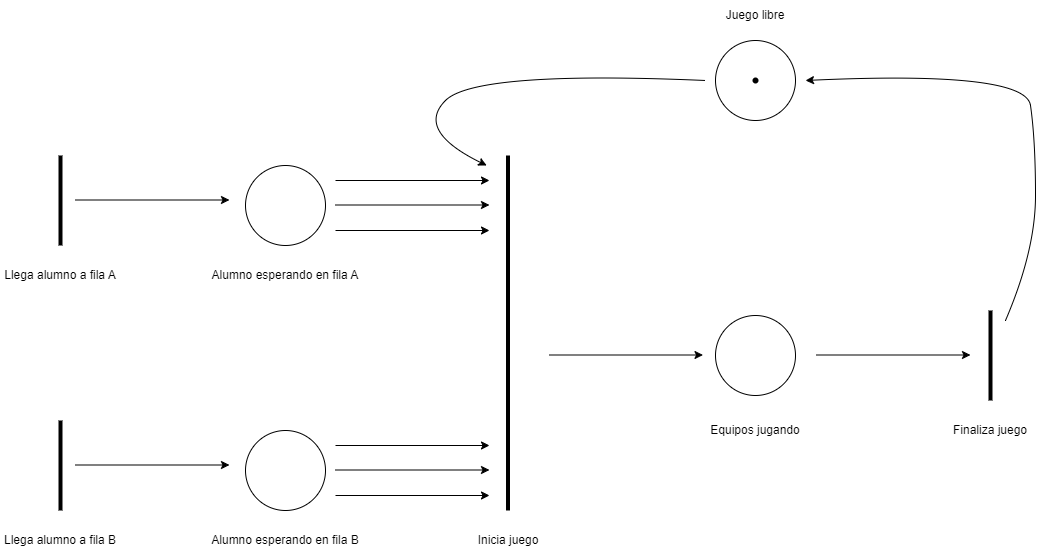 Juego libre
Llega alumno a fila A
Alumno esperando en fila A
Equipos jugando
Finaliza juego
Llega alumno a fila B
Alumno esperando en fila B
Inicia juego